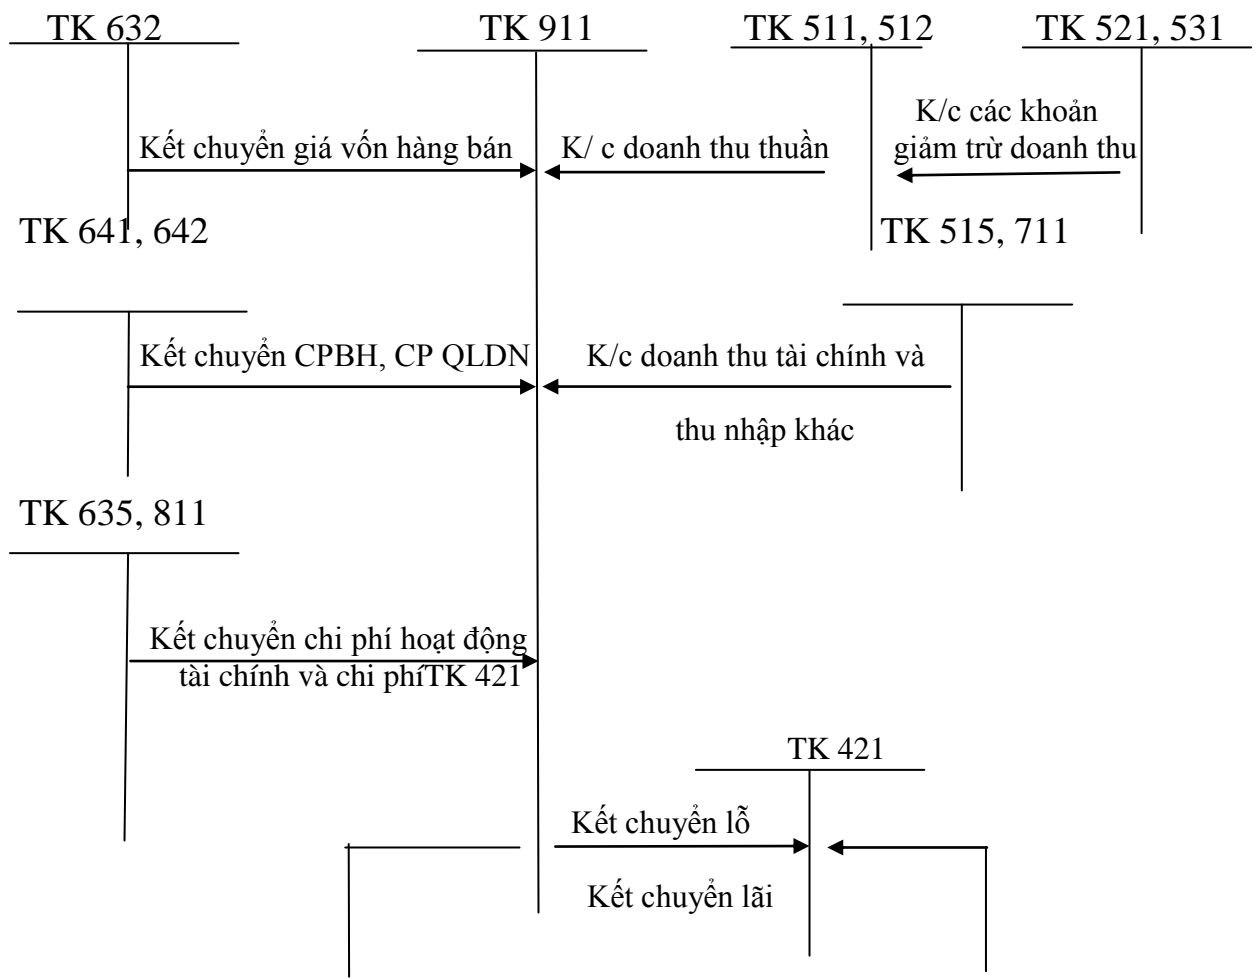 TK 632
TK 911
TK 511, 512
TK 521, 531
Kết chuyển giá vốn hàng bán
K/ c doanh thu thuần
K/c các khoản
giảm trừ doanh thu
TK 641, 642
TK 515, 711
Kết chuyển CPBH, CP QLDN
K/c doanh thu tài chính và
thu nhập khác
TK 635, 811
Kết chuyển chi phí hoạt động
tài chính và chi phíTK 421
TK 421
Kết chuyển lỗ
Kết chuyển lãi